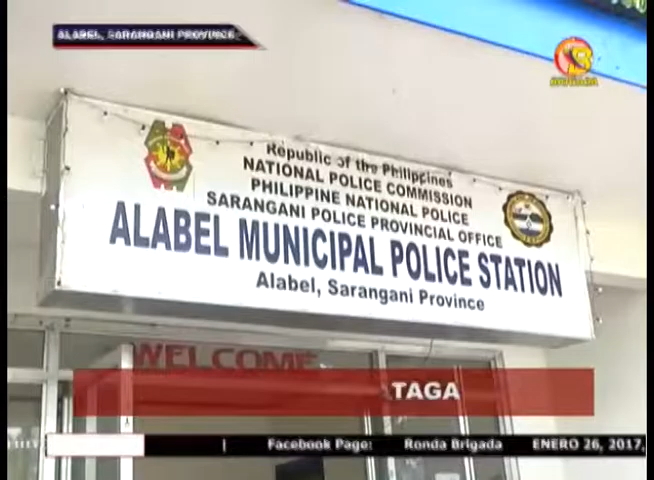 ALABEL, SARANGANI PROVINCE
BRIGADA
Republic of the Philippines
NATIONAL POLICE COMMISSION
PHILIPPINE NATIONAL POLICE
SARANGANI POLICE PROVINCIAL OFFICE
ALABEL MUNICIPAL POLICE STATION
Alabel, Sarangani Province
WELCOME
TAGA
Facebook Page: Ronda Brigada ENERO 26, 2017,